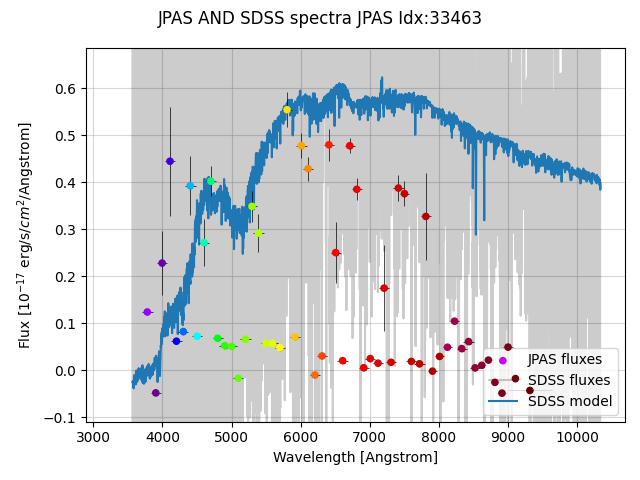 JPAS AND SDSS spectra JPAS Idx:33463
Flux [10⁻¹⁷ erg/s/cm²/Angstrom]
0.6
0.5
0.4
0.3
0.2
0.1
0.0
−0.1
JPAS fluxes
SDSS fluxes
SDSS model
3000 4000 5000 6000 7000 8000 9000 10000
Wavelength [Angstrom]